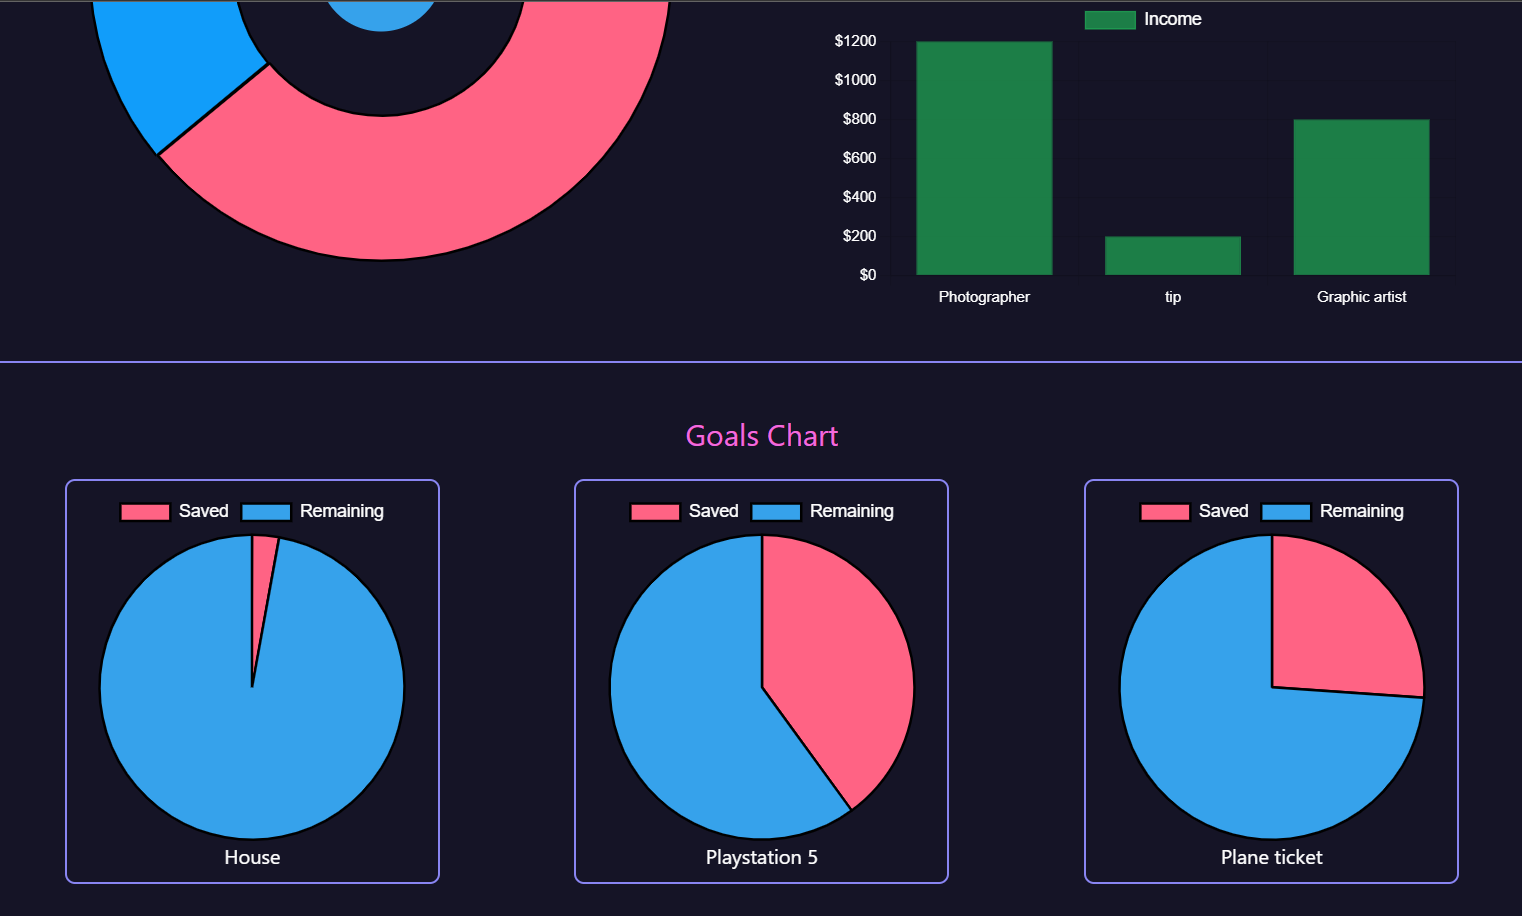 Income
$1200
$1000
$800
$600
$400
$200
$0
Photographer tip Graphic artist
Goals Chart
Saved Remaining
House
Saved Remaining
Playstation 5
Saved Remaining
Plane ticket